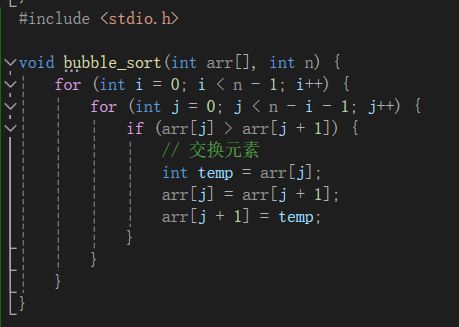 #include <stdio.h>
void bubble_sort(int arr[], int n) {
for (int i = 0; i < n - 1; i++) {
for (int j = 0; j < n - i - 1; j++) {
if (arr[j] > arr[j + 1]) {
// 交换元素
int temp = arr[j];
arr[j] = arr[j + 1];
arr[j + 1] = temp;
}
}
}
}